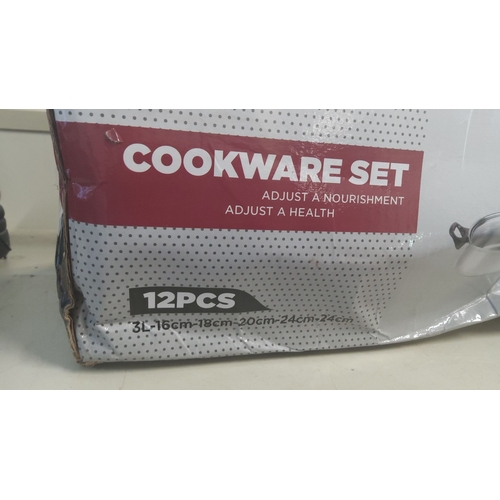 COOKWARE SET
ADJUST A NOURISHMENT
ADJUST A HEALTH
12PCS
3L-16cm-18cm-20cm-24cm-24cm